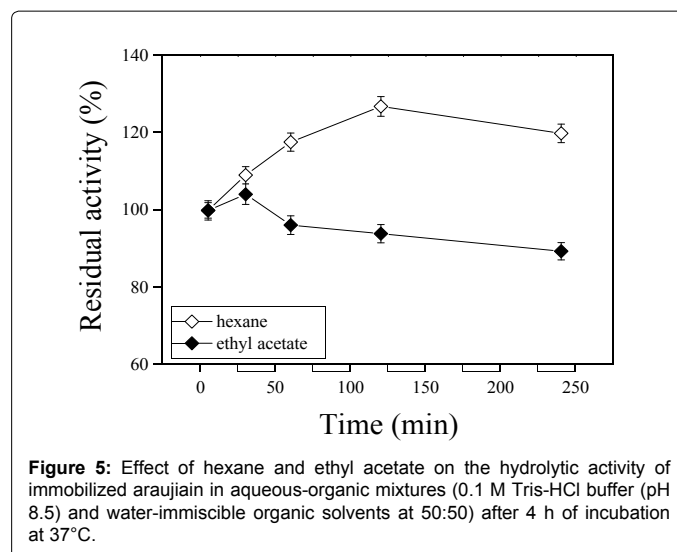 140
120
100
80
60
Residual activity (%)
hexane
ethyl acetate
0 50 100 150 200 250
Time (min)
Figure 5: Effect of hexane and ethyl acetate on the hydrolytic activity of
immobilized araujiain in aqueous-organic mixtures (0.1 M Tris-HCl buffer (pH
8.5) and water-immiscible organic solvents at 50:50) after 4 h of incubation
at 37°C.